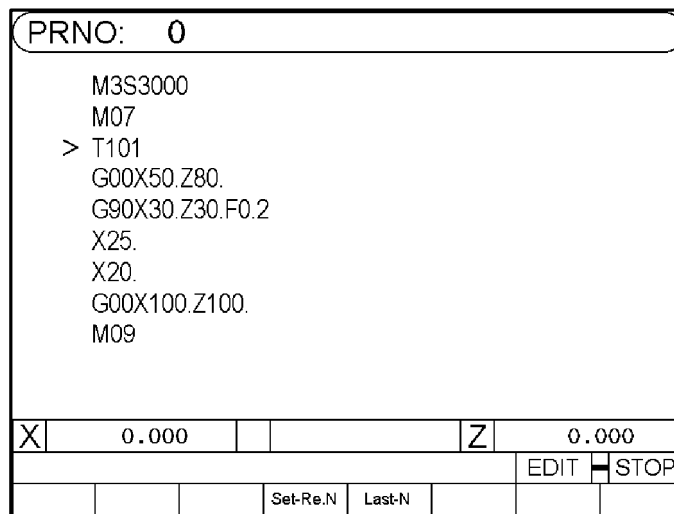 PRNO: 0
M3S3000
M07
> T101
G00X50.Z80.
G90X30.Z30.F0.2
X25.
X20.
G00X100.Z100.
M09
X 0.000 Z 0.000
EDIT STOP
Set-Re.N Last-N